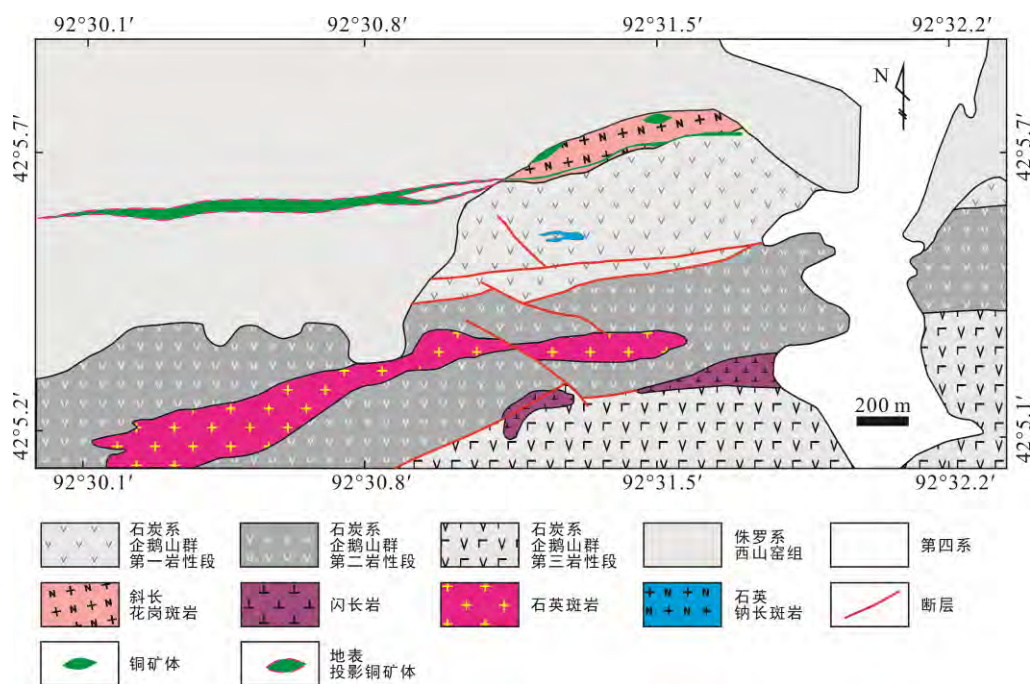 92°30.1′ 92°30.8′ 92°31.5′ 92°32.2′
N
42°5.7′ 42°5.7′
42°5.2′ 42°5.1′
200 m
92°30.1′ 92°30.8′ 92°31.5′ 92°32.2′
石炭系
企鹅山群
第一岩性段
石炭系
企鹅山群
第二岩性段
石炭系
企鹅山群
第三岩性段
侏罗系
西山窑组
第四系
斜长
花岗斑岩
闪长岩
石英斑岩
石英
钠长斑岩
断层
铜矿体
地表
投影铜矿体